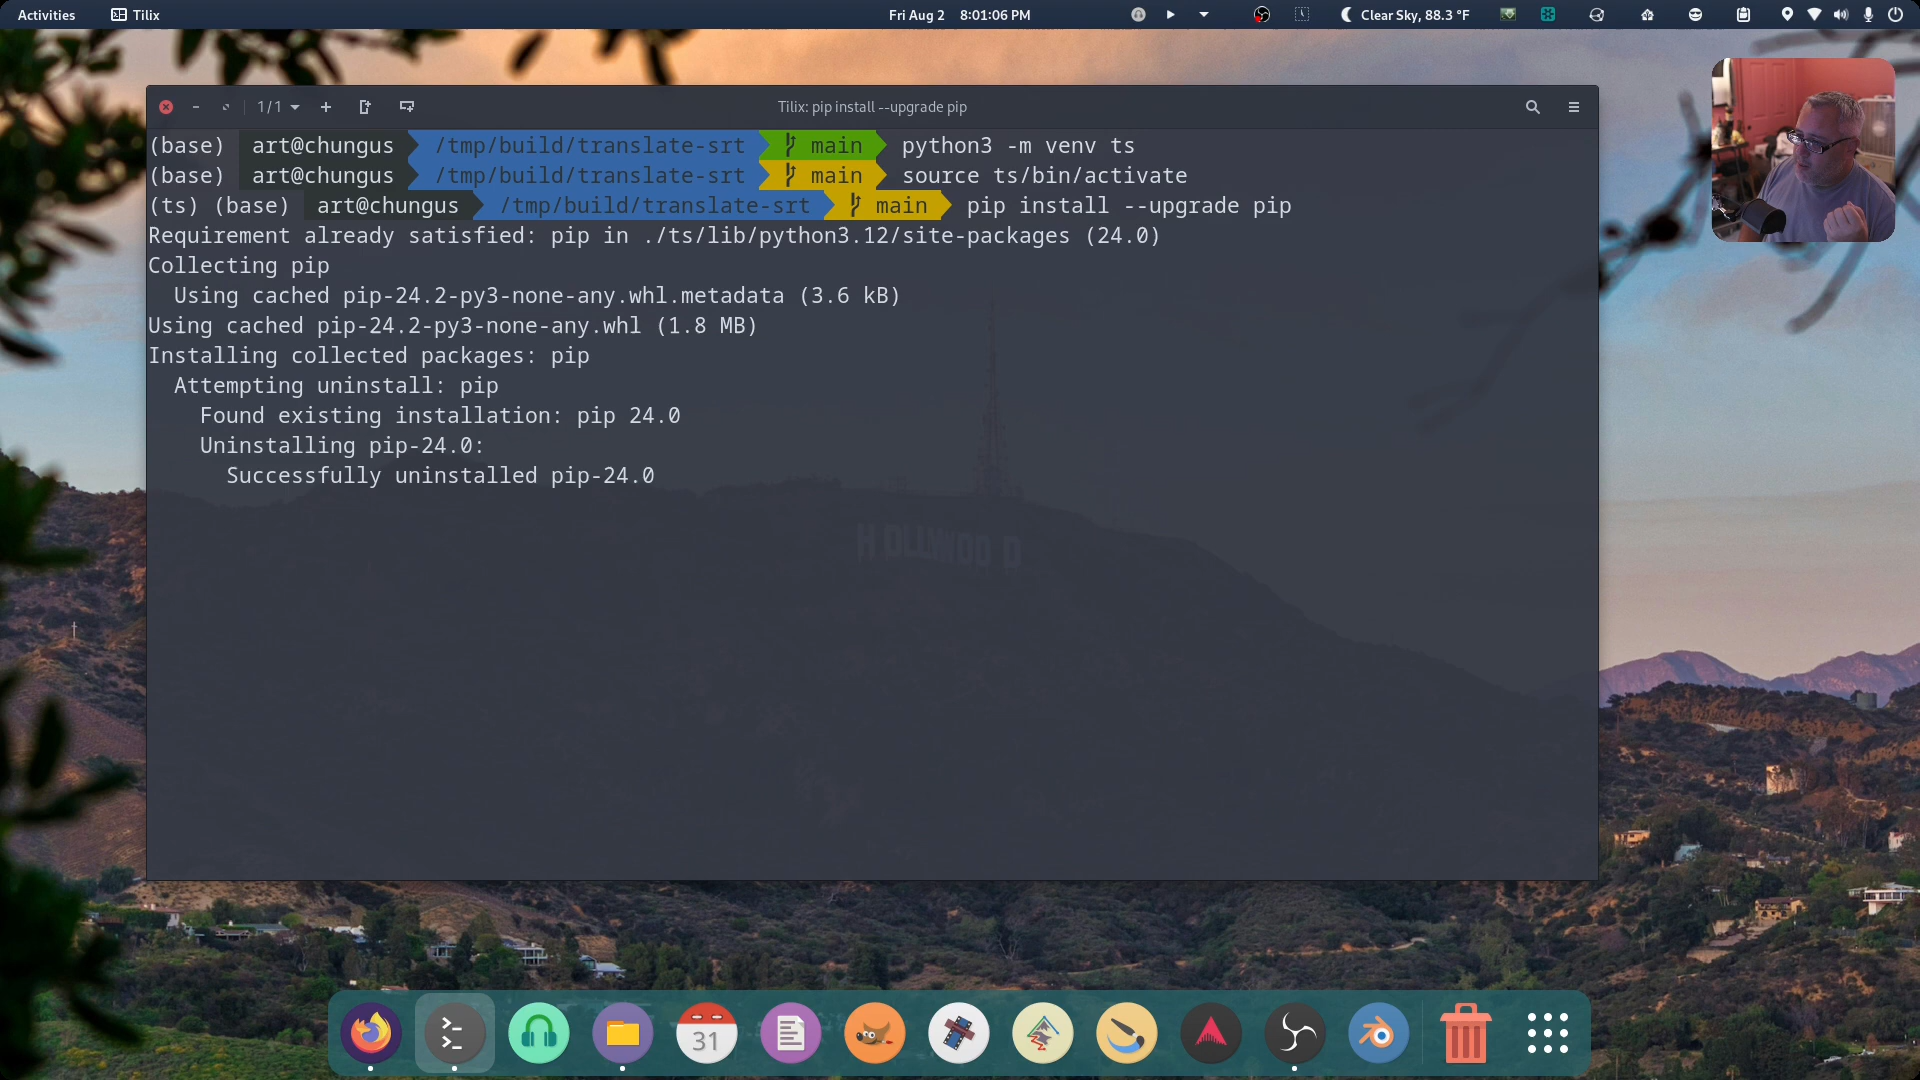 Activities Tilix Fri Aug 2 8:01:06 PM Clear Sky, 88.3 °F
1/1 Tilix: pip install --upgrade pip
(base) art@chungus /tmp/build/translate-srt main python3 -m venv ts
(base) art@chungus /tmp/build/translate-srt main source ts/bin/activate
(ts) (base) art@chungus /tmp/build/translate-srt main pip install --upgrade pip
Requirement already satisfied: pip in ./ts/lib/python3.12/site-packages (24.0)
Collecting pip
  Using cached pip-24.2-py3-none-any.whl.metadata (3.6 kB)
Using cached pip-24.2-py3-none-any.whl (1.8 MB)
Installing collected packages: pip
  Attempting uninstall: pip
    Found existing installation: pip 24.0
    Uninstalling pip-24.0:
      Successfully uninstalled pip-24.0
HOLLYWOOD
31